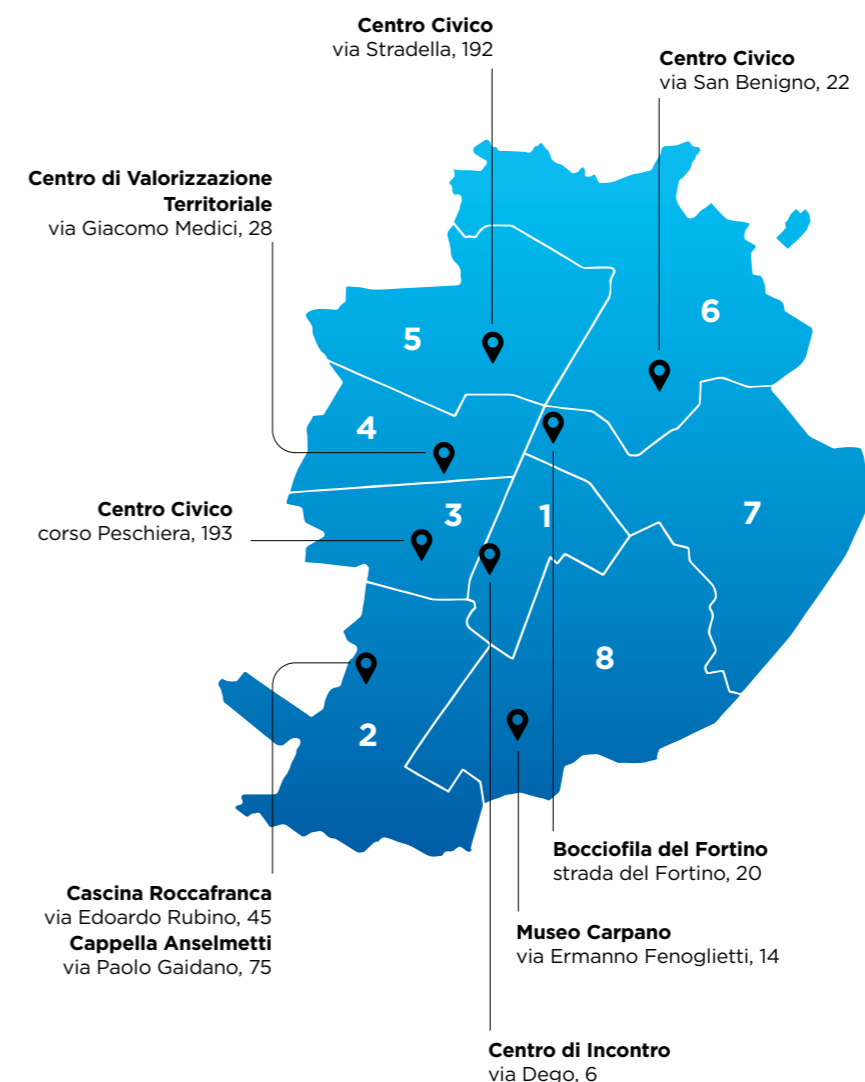 Centro Civico
via Stradella, 192
Centro Civico
via San Benigno, 22
Centro di Valorizzazione
Territoriale
via Giacomo Medici, 28
6
5
4
Centro Civico
corso Peschiera, 193
3
1
7
8
2
Bocciofila del Fortino
strada del Fortino, 20
Cascina Roccafranca
via Edoardo Rubino, 45
Cappella Anselmetti
via Paolo Gaidano, 75
Museo Carpano
via Ermanno Fenoglietti, 14
Centro di Incontro
via Dego, 6